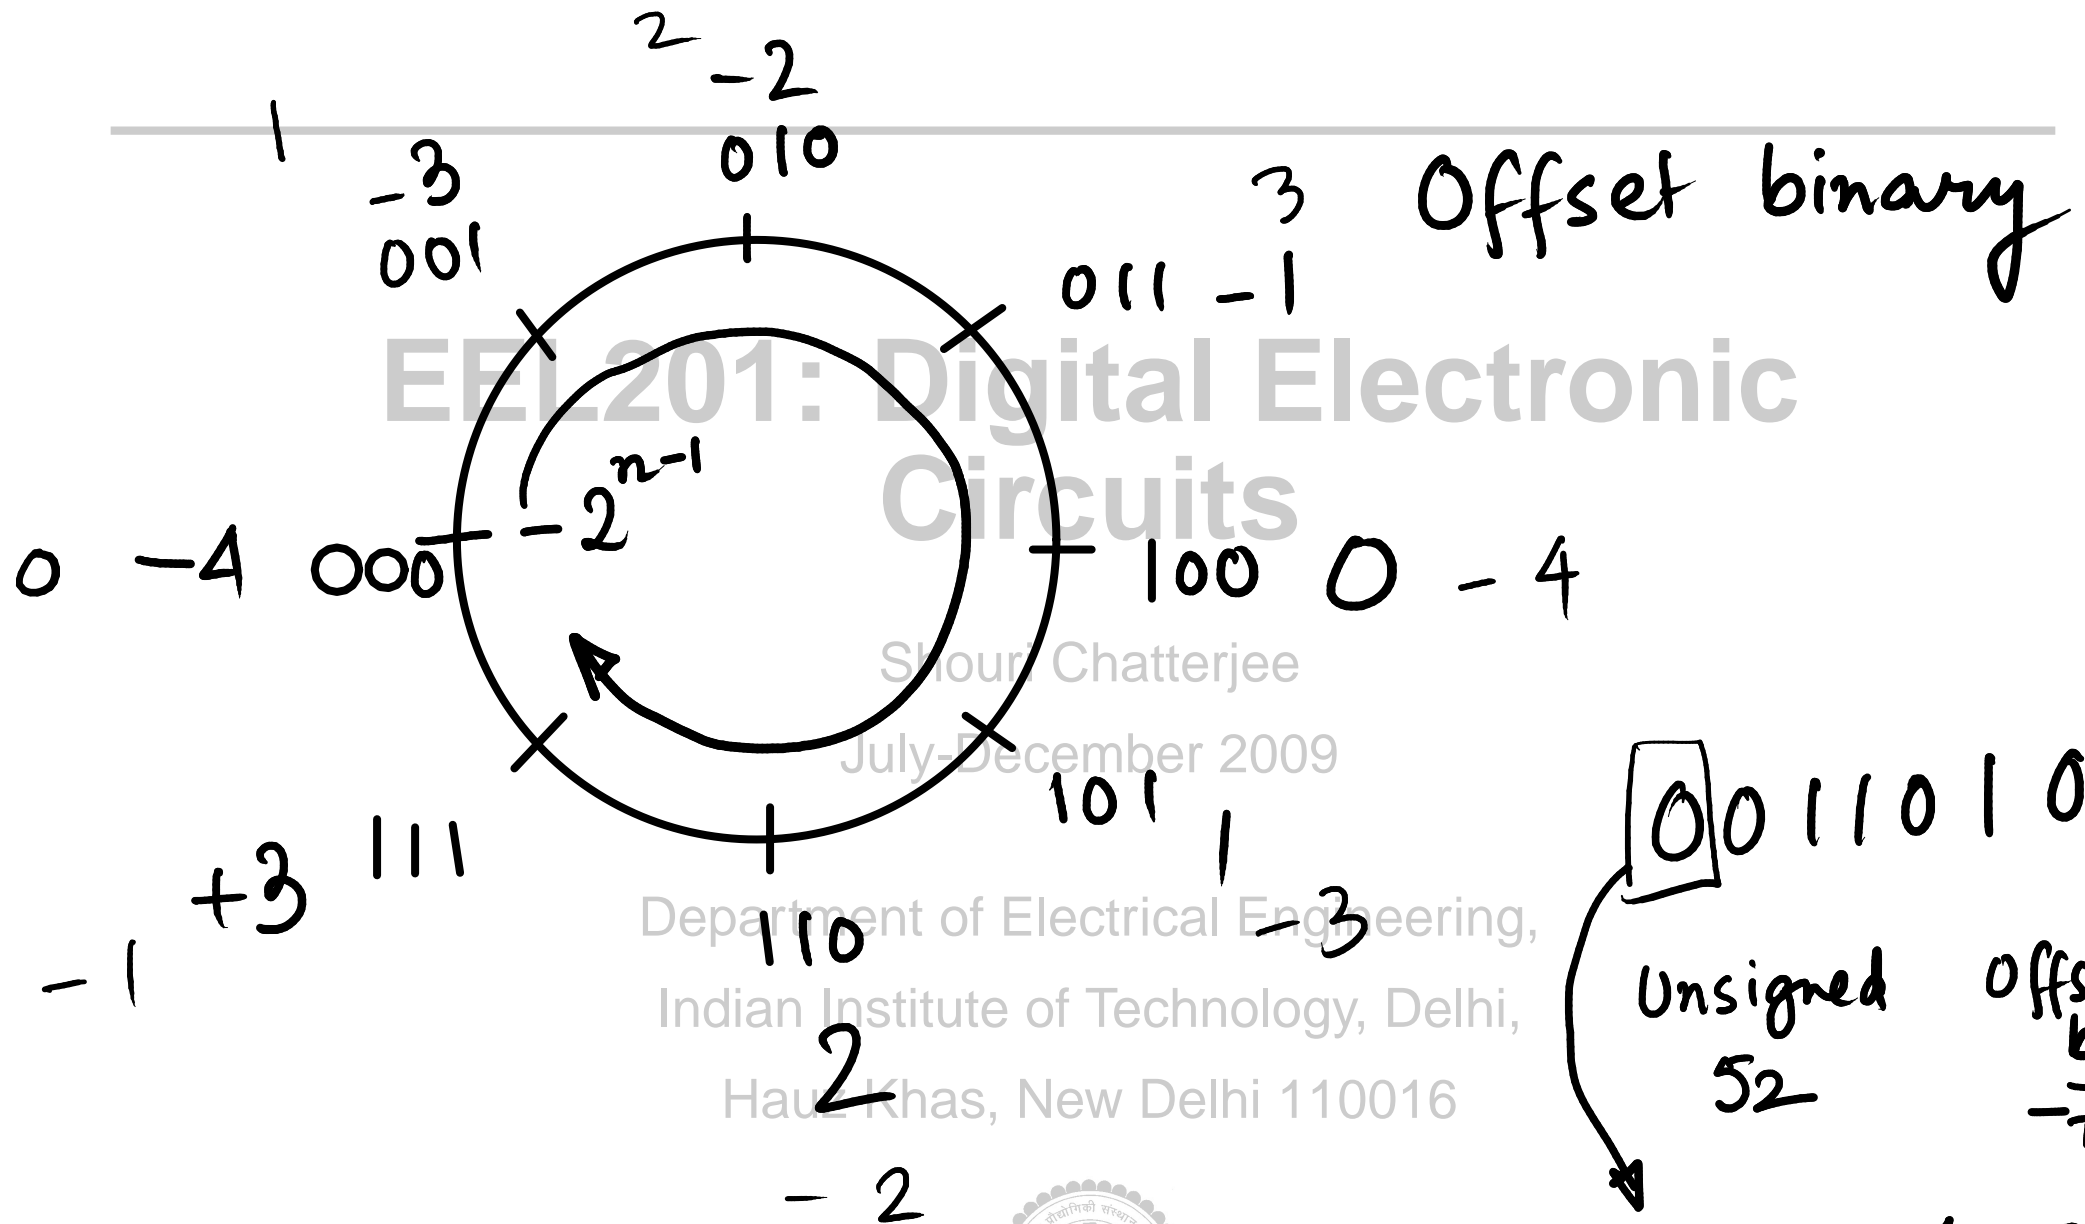 2
-2
1
-3
010
3
Offset binary
001
011 -1
EEL201: Digital Electronic
Circuits
-2^{n-1}
0 -4 000
100 0 -4
Shouri Chatterjee
July-December 2009
101
0011010
1
+3 111
-3
Department of Electrical Engineering,
110
-1
Unsigned
Indian Institute of Technology, Delhi,
2
52
Hauz Khas, New Delhi 110016
-2